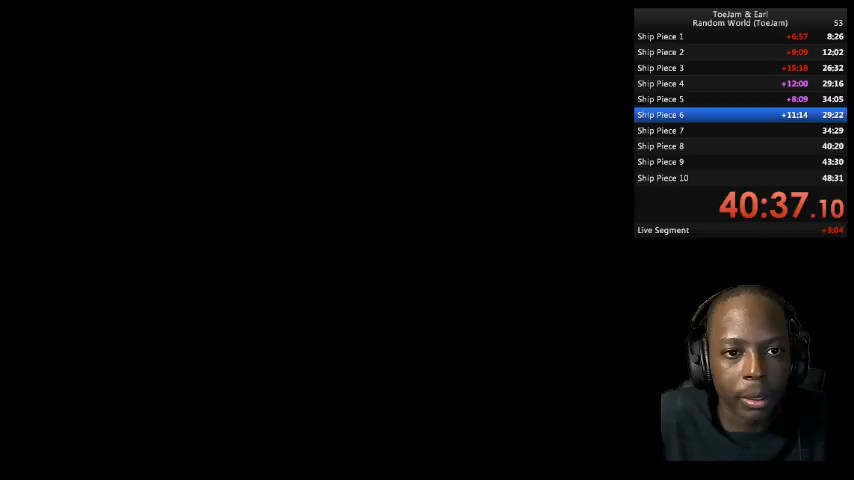 ToeJam & Earl
Random World (ToeJam) 53
Ship Piece 1 +6:57 8:26
Ship Piece 2 +9:09 12:02
Ship Piece 3 +15:18 26:32
Ship Piece 4 +12:00 29:16
Ship Piece 5 +8:09 34:05
Ship Piece 6 +11:14 29:22
Ship Piece 7 34:29
Ship Piece 8 40:20
Ship Piece 9 43:30
Ship Piece 10 48:31
40:37.10
Live Segment +3:04